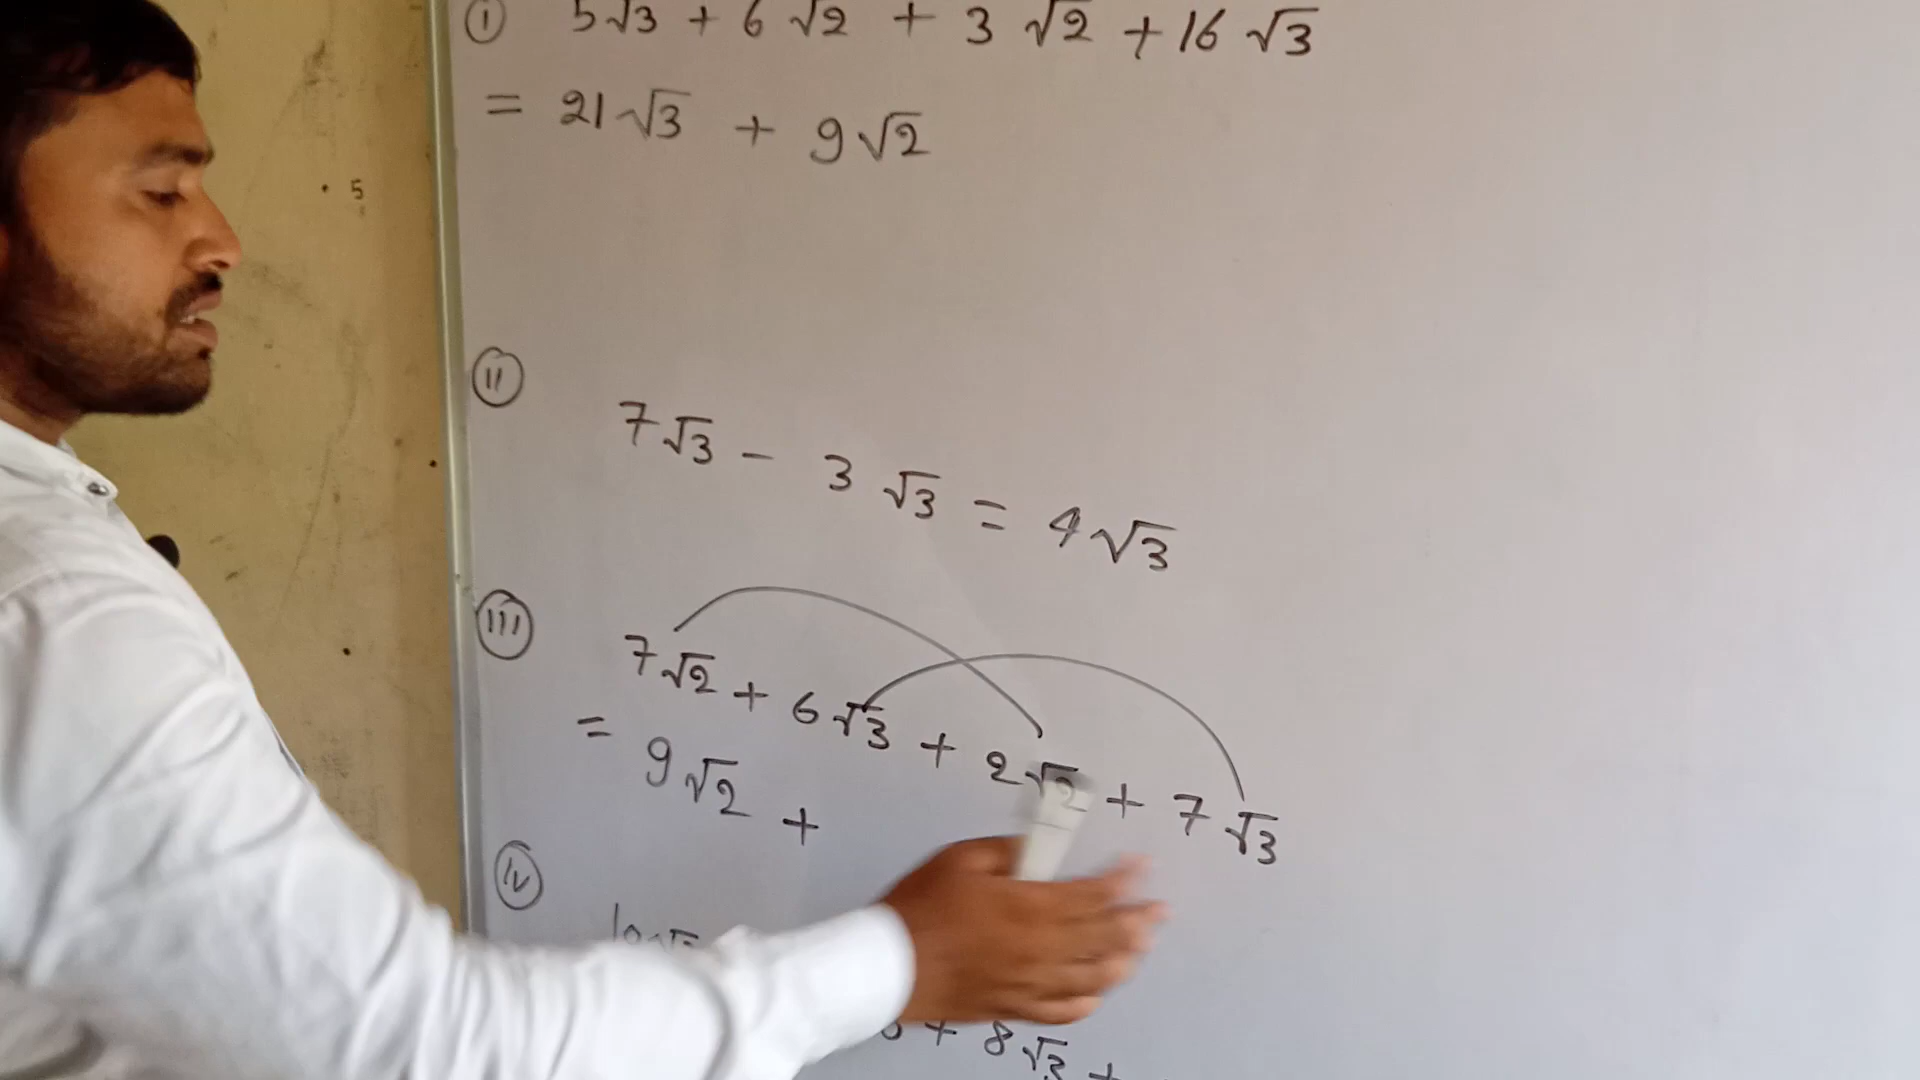 (i) 5√3 + 6√2 + 3√2 + 16√3
= 21√3 + 9√2
• 5
(ii)
7√3 - 3√3 = 4√3
(iii)
7√2 + 6√3 + 2√2 + 7√3
= 9√2 +
(iv)
+ 8√3 +